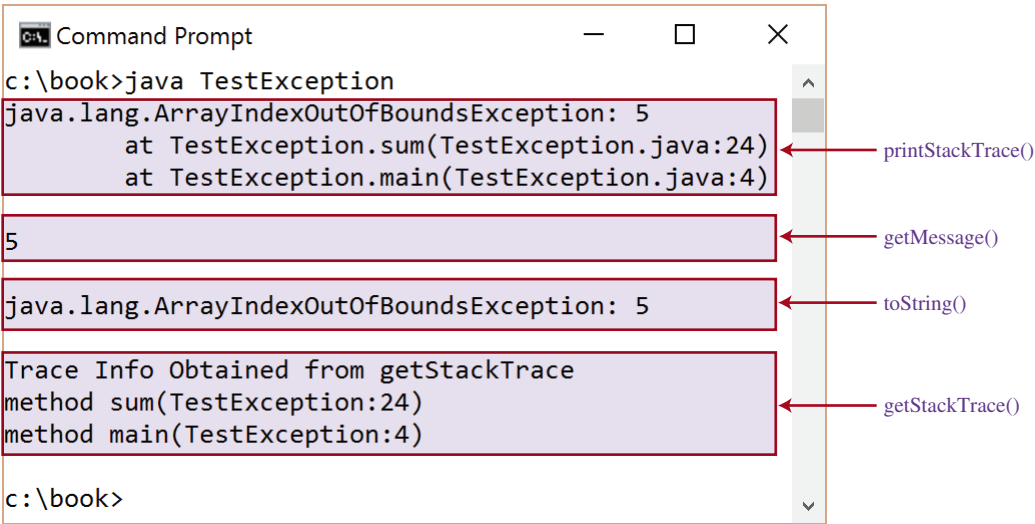 Command Prompt
c:\book>java TestException
java.lang.ArrayIndexOutOfBoundsException: 5
at TestException.sum(TestException.java:24)
at TestException.main(TestException.java:4)
printStackTrace()
5
getMessage()
java.lang.ArrayIndexOutOfBoundsException: 5
toString()
Trace Info Obtained from getStackTrace
method sum(TestException:24)
method main(TestException:4)
getStackTrace()
c:\book>